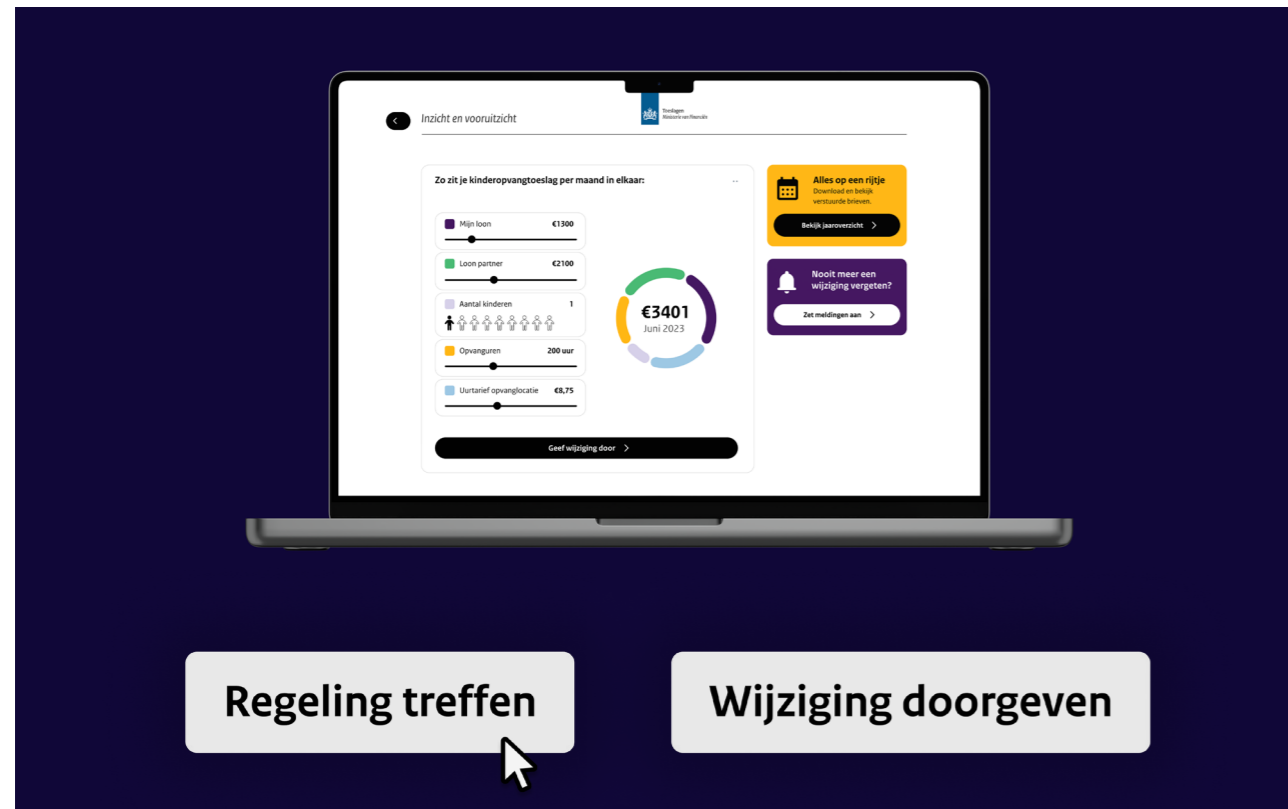 Inzicht en vooruitzicht
Toeslagen
Ministerie van Financiën
Zo zit je kinderopvangtoeslag per maand in elkaar:
Mijn loon €1300
Loon partner €2100
Aantal kinderen 1
Opvanguren 200 uur
Uurtarief opvanglocatie €8,75
€3401
Juni 2023
Geef wijziging door
Alles op een rijtje
Download en bekijk
verstuurde brieven.
Bekijk jaaroverzicht
Nooit meer een
wijziging vergeten?
Zet meldingen aan
Regeling treffen
Wijziging doorgeven